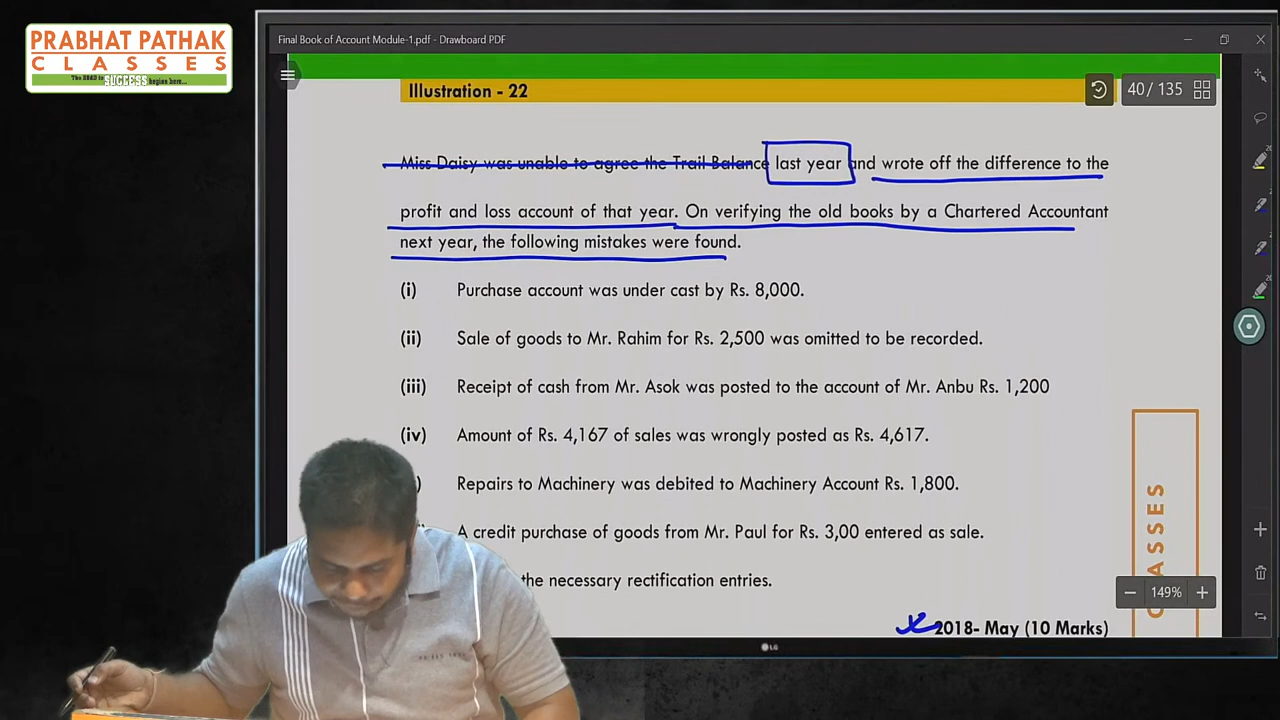 PRABHAT PATHAK
CLASSES
The ROAD to SUCCESS begins here...
Final Book of Account Module-1.pdf - Drawboard PDF
Illustration - 22
40 / 135
Miss Daisy was unable to agree the Trail Balance last year and wrote off the difference to the
profit and loss account of that year. On verifying the old books by a Chartered Accountant
next year, the following mistakes were found.
(i) Purchase account was under cast by Rs. 8,000.
(ii) Sale of goods to Mr. Rahim for Rs. 2,500 was omitted to be recorded.
(iii) Receipt of cash from Mr. Asok was posted to the account of Mr. Anbu Rs. 1,200
(iv) Amount of Rs. 4,167 of sales was wrongly posted as Rs. 4,617.
Repairs to Machinery was debited to Machinery Account Rs. 1,800.
A credit purchase of goods from Mr. Paul for Rs. 3,00 entered as sale.
the necessary rectification entries.
149%
2018- May (10 Marks)
LG